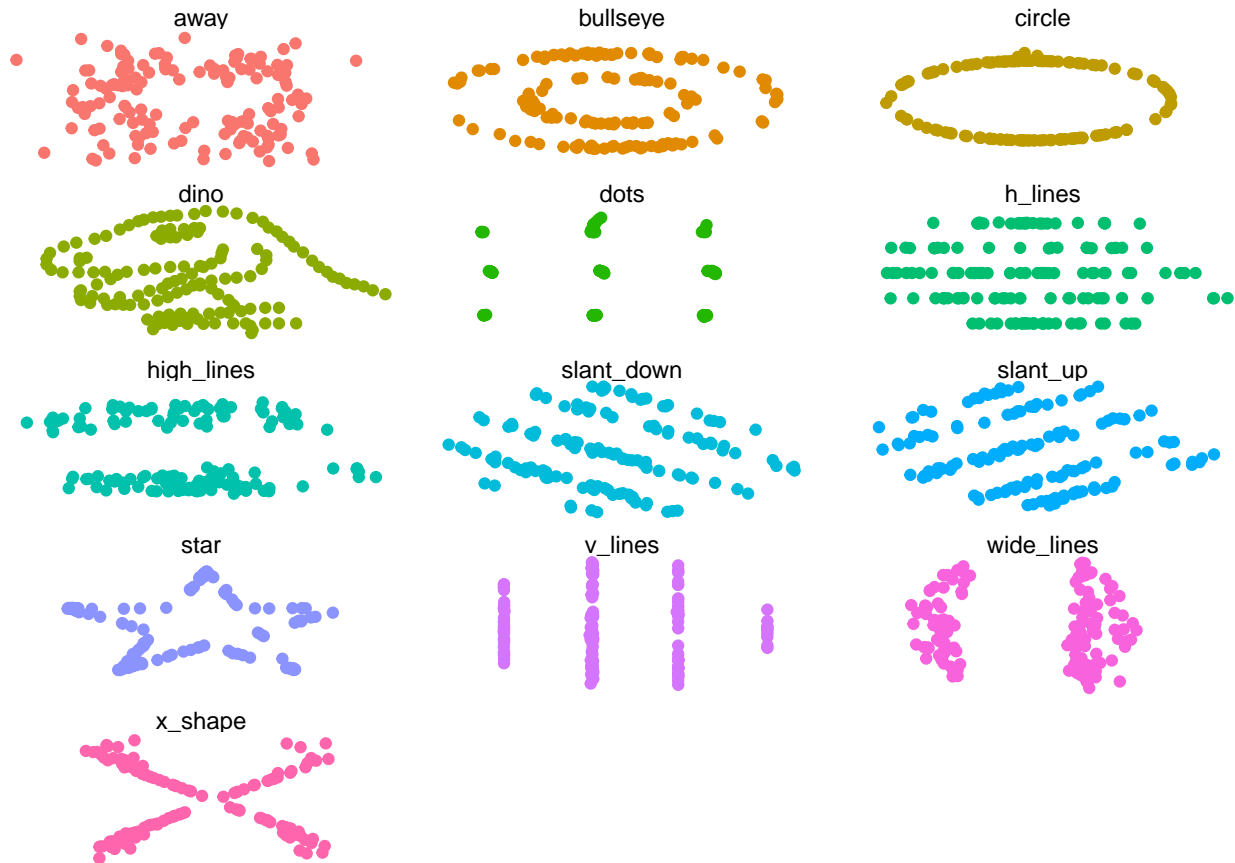 away
bullseye
circle
dino
dots
h_lines
high_lines
slant_down
slant_up
star
v_lines
wide_lines
x_shape